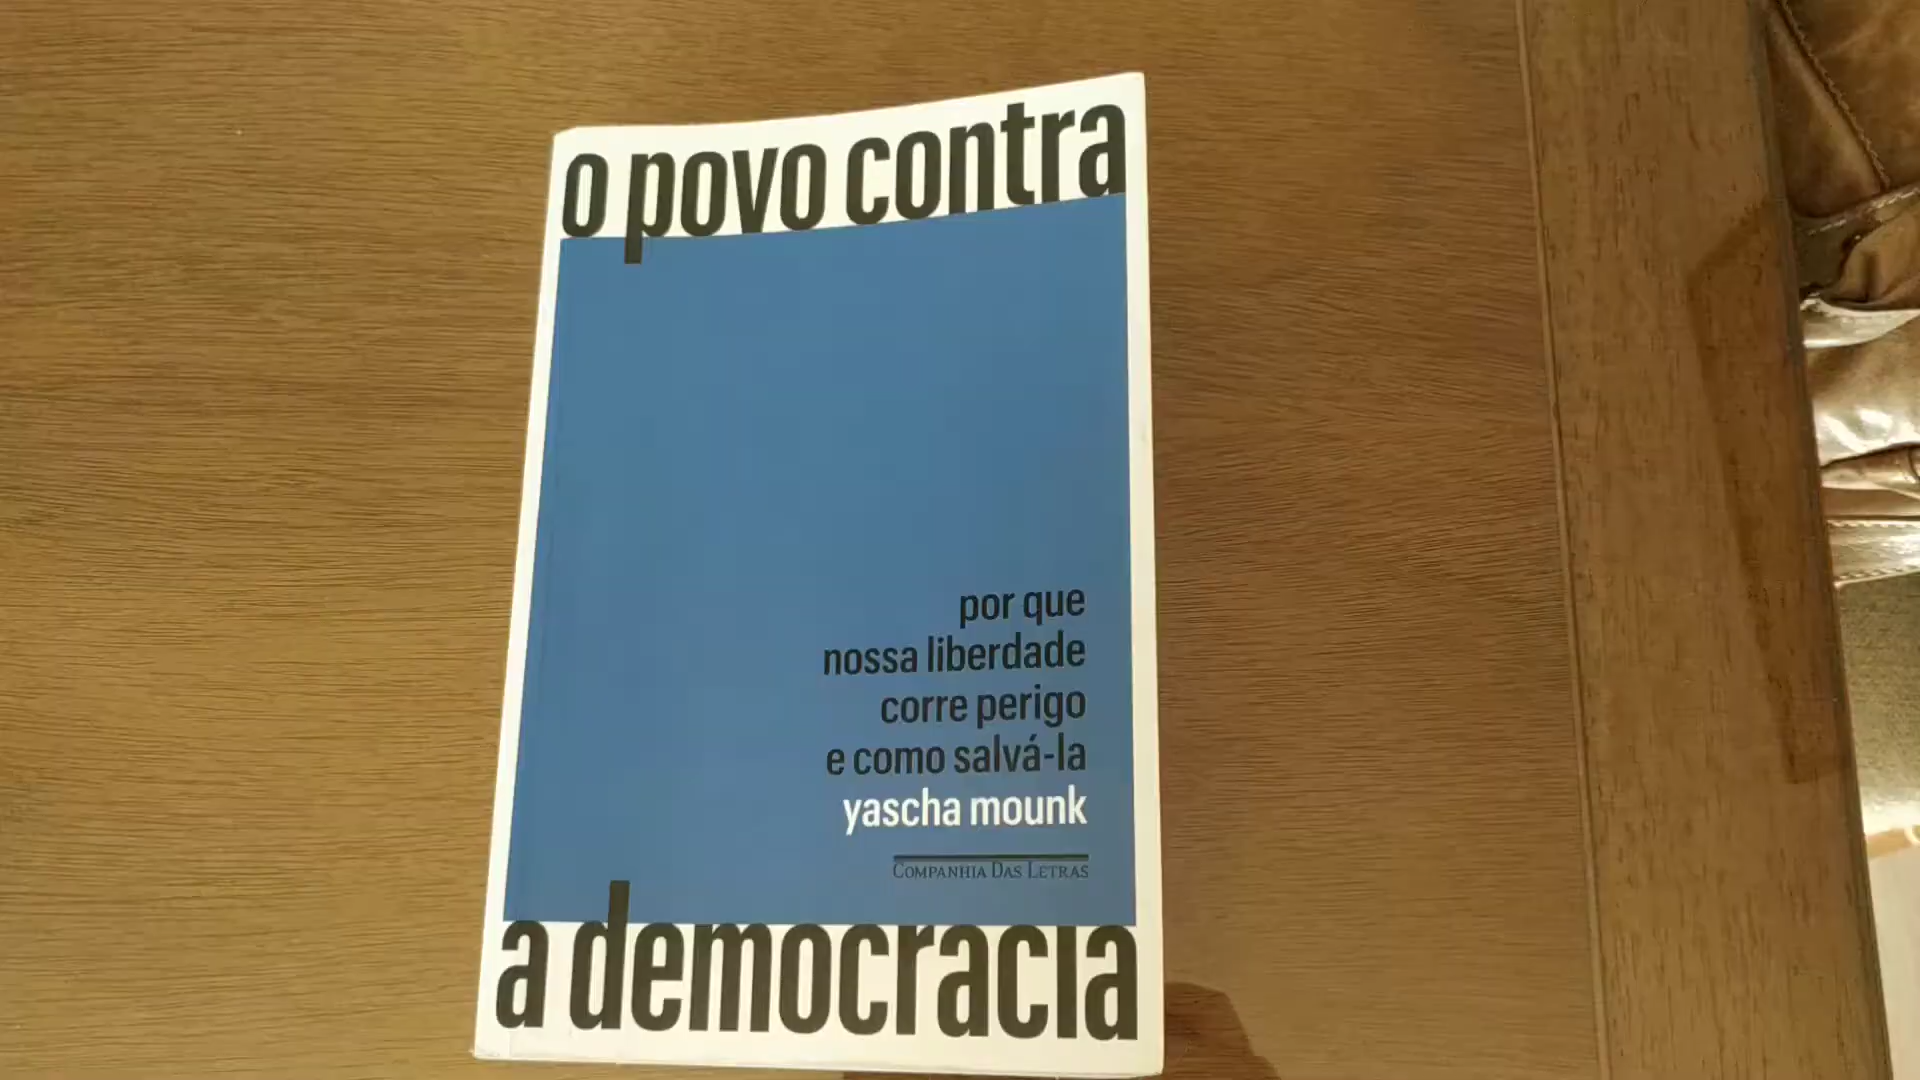 o povo contra
por que
nossa liberdade
corre perigo
e como salvá-la
yascha mounk
COMPANHIA DAS LETRAS
a democracia